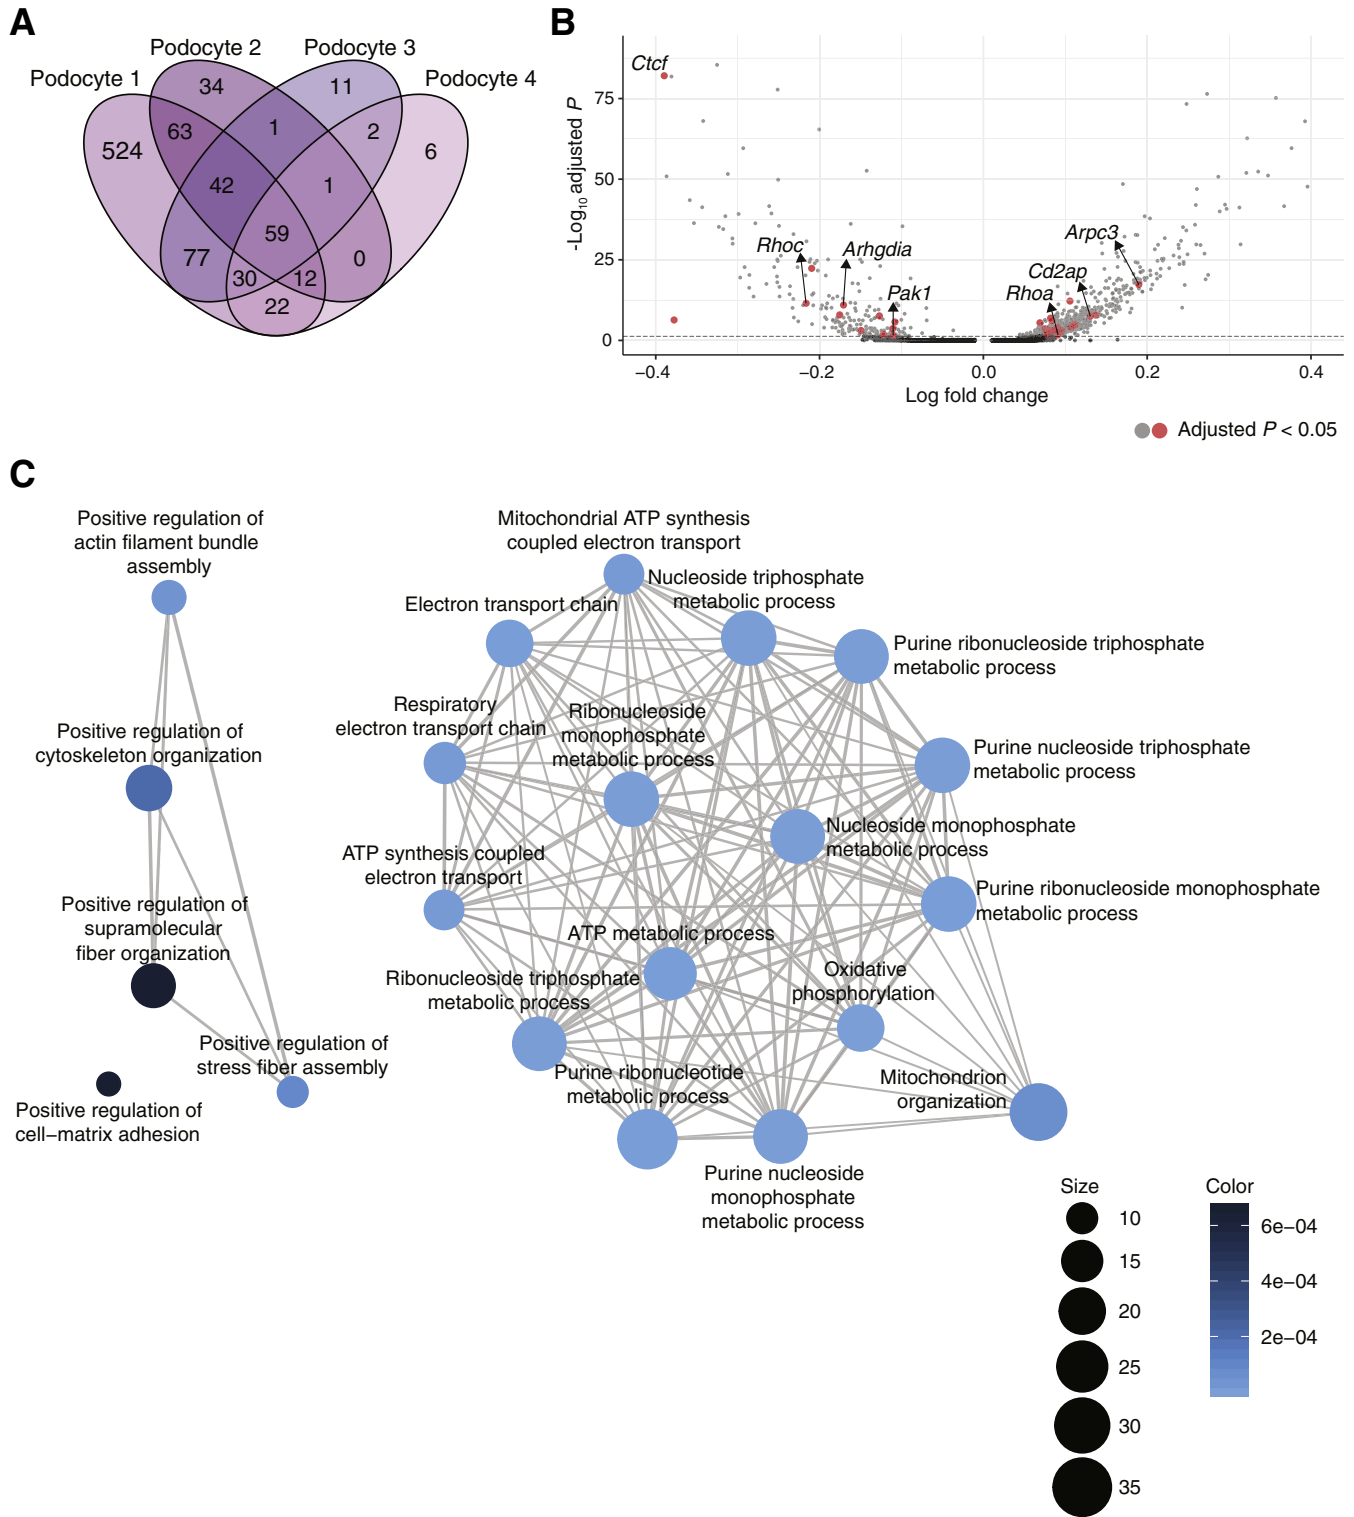 A
Podocyte 2
Podocyte 3
Podocyte 1
Podocyte 4
34
11
63
1
2
524
6
42
1
59
77
0
30
12
22
B
Ctcf
Rhoc
Arhgdia
Pak1
Arpc3
Cd2ap
Rhoa
-Log10 adjusted P
75
50
25
0
−0.4
−0.2
0.0
0.2
0.4
Log fold change
Adjusted P < 0.05
C
Positive regulation of
actin filament bundle
assembly
Positive regulation of
cytoskeleton organization
Positive regulation of
supramolecular
fiber organization
Positive regulation of
stress fiber assembly
Positive regulation of
cell−matrix adhesion
Mitochondrial ATP synthesis
coupled electron transport
Nucleoside triphosphate
metabolic process
Electron transport chain
Purine ribonucleoside triphosphate
metabolic process
Respiratory
electron transport chain
Ribonucleoside
monophosphate
metabolic process
Purine nucleoside triphosphate
metabolic process
Nucleoside monophosphate
metabolic process
ATP synthesis coupled
electron transport
Purine ribonucleoside monophosphate
metabolic process
ATP metabolic process
Ribonucleoside triphosphate
metabolic process
Oxidative
phosphorylation
Purine ribonucleotide
metabolic process
Mitochondrion
organization
Purine nucleoside
monophosphate
metabolic process
Size
10
15
20
25
30
35
Color
6e−04
4e−04
2e−04